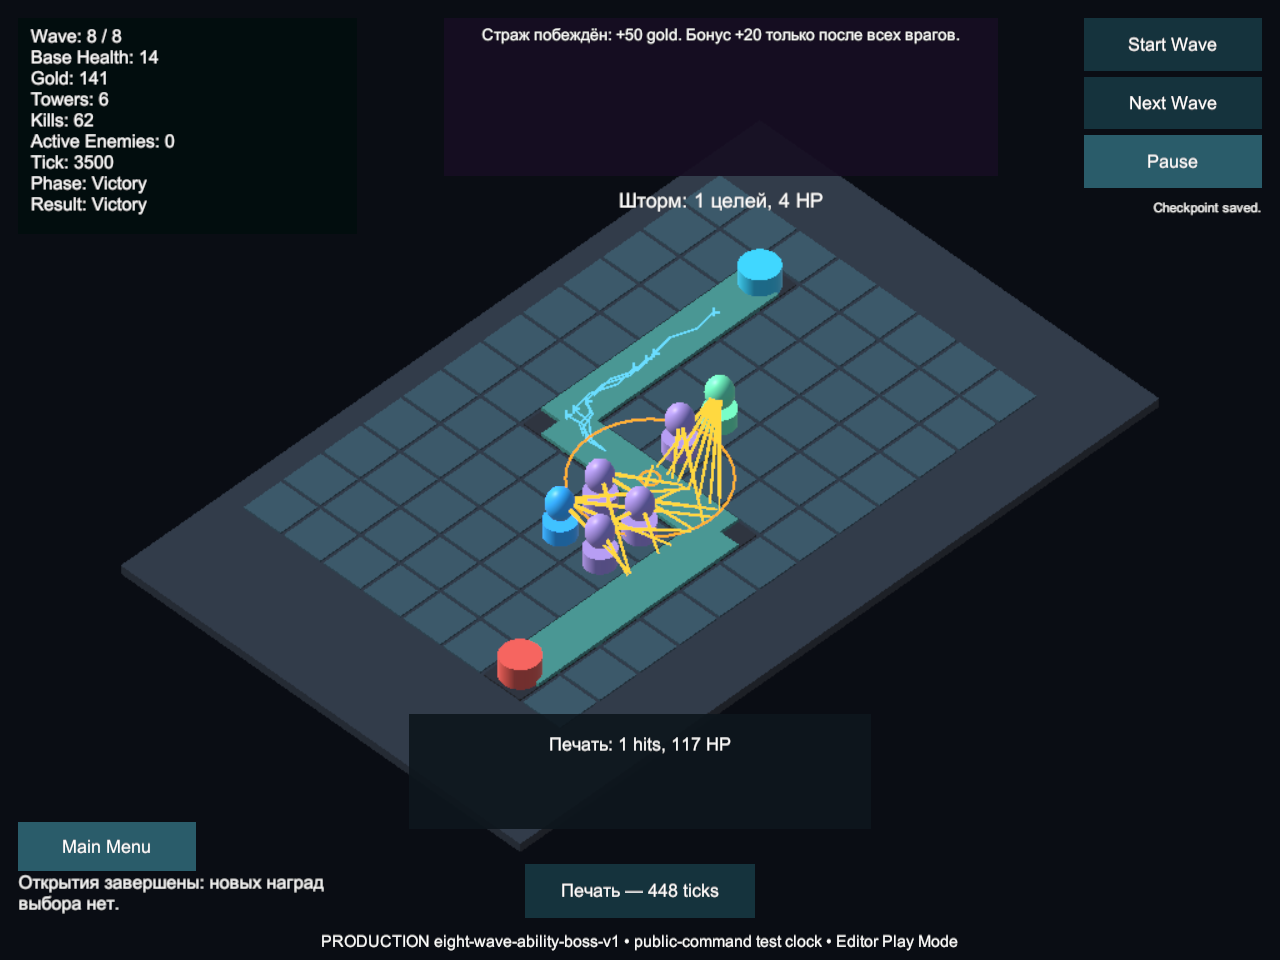 Wave: 8 / 8
Base Health: 14
Gold: 141
Towers: 6
Kills: 62
Active Enemies: 0
Tick: 3500
Phase: Victory
Result: Victory
Страж побеждён: +50 gold. Бонус +20 только после всех врагов.
Шторм: 1 целей, 4 HP
Start Wave
Next Wave
Pause
Checkpoint saved.
Печать: 1 hits, 117 HP
Main Menu
Открытия завершены: новых наград
выбора нет.
Печать — 448 ticks
PRODUCTION eight-wave-ability-boss-v1 • public-command test clock • Editor Play Mode